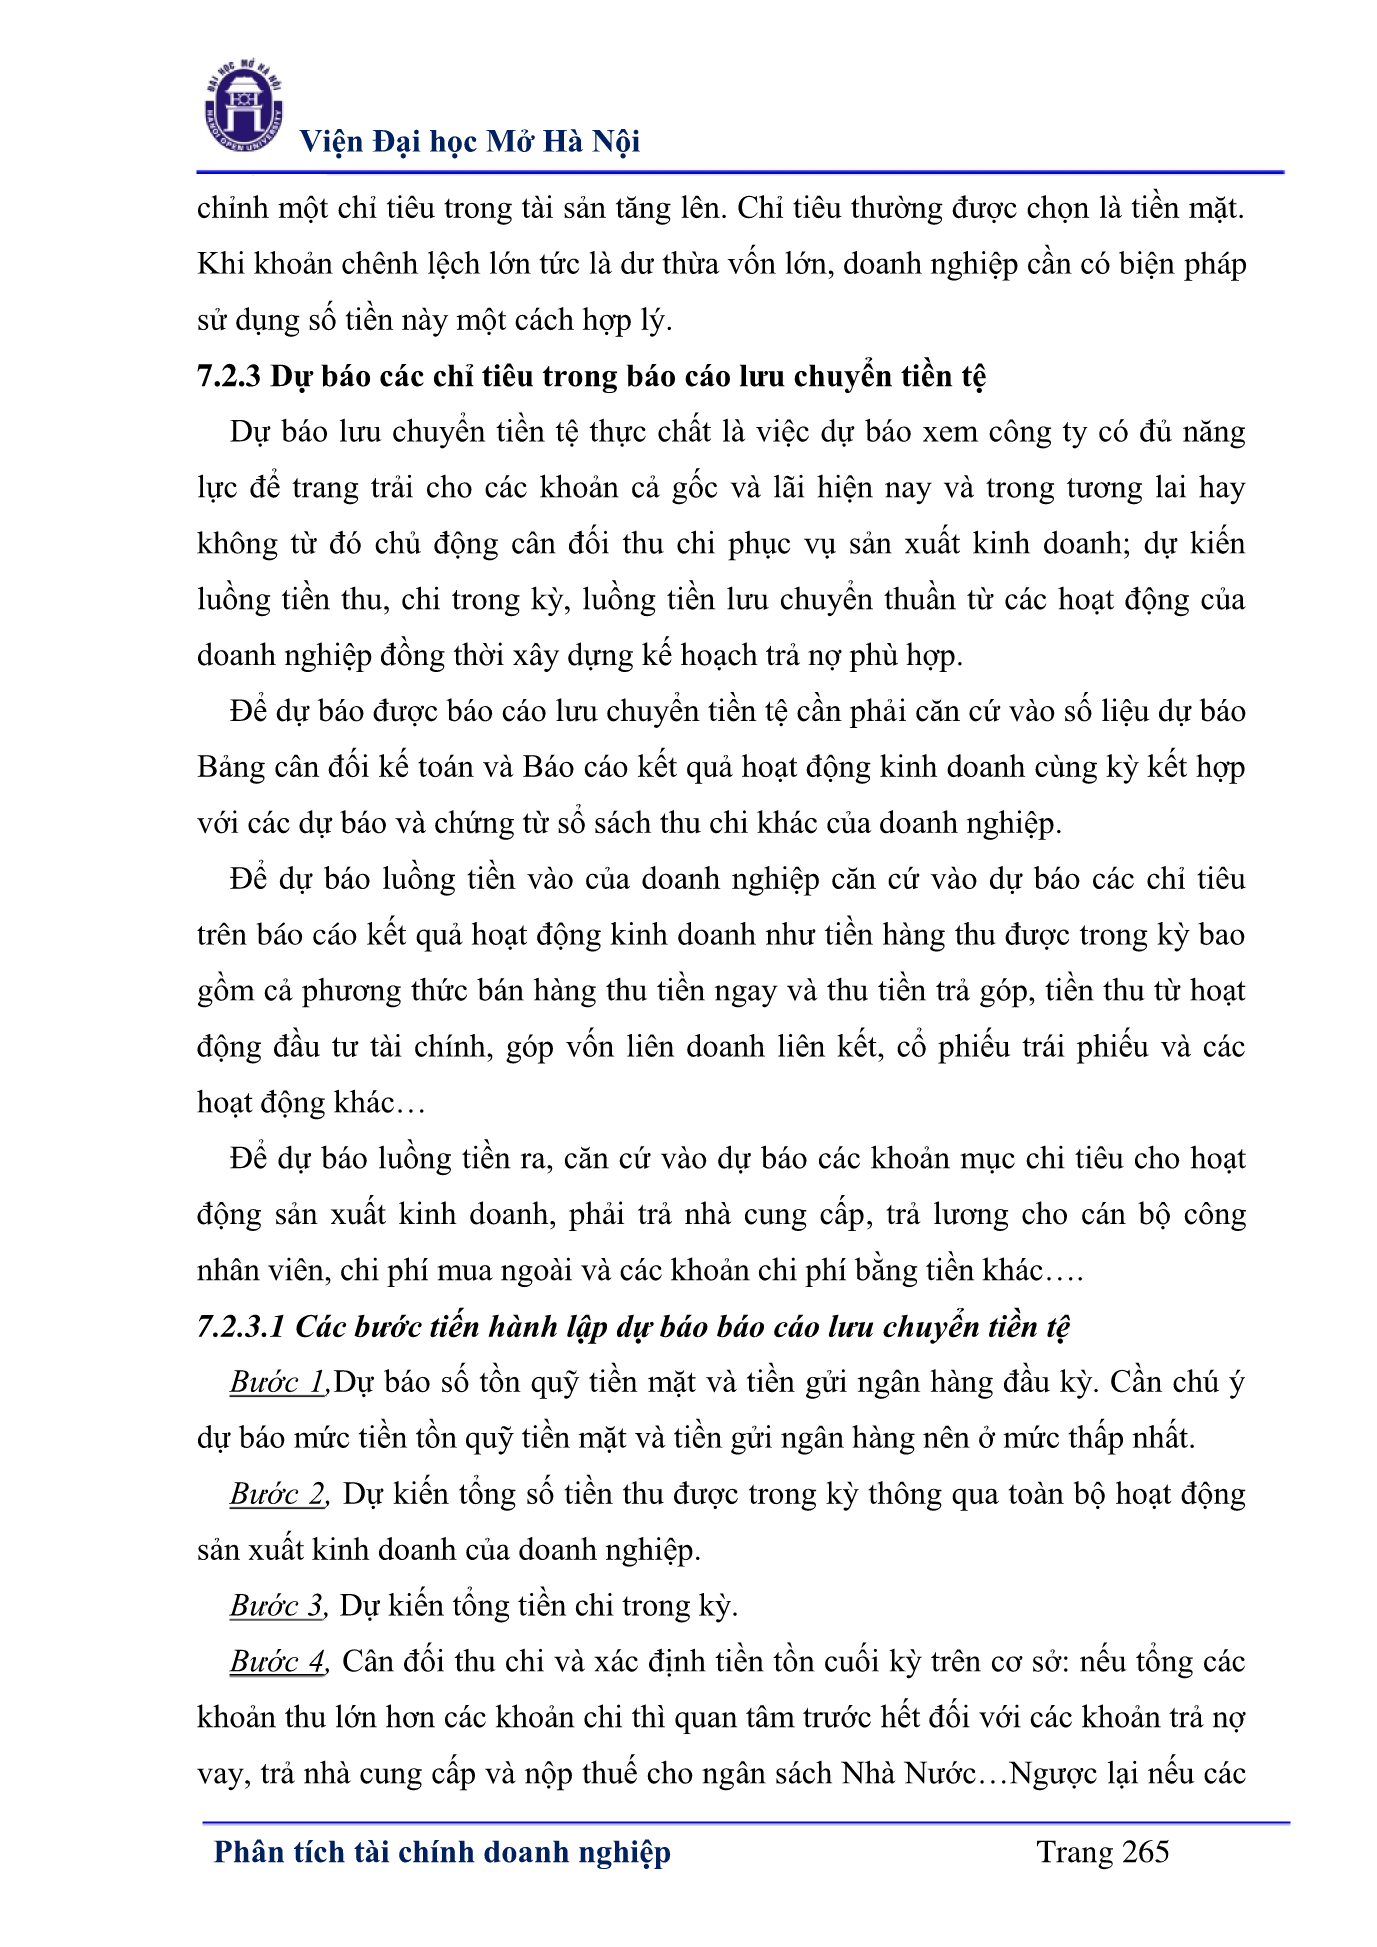 ĐẠI HỌC MỞ HÀ NỘI
HANOI OPEN UNIVERSITY
Viện Đại học Mở Hà Nội
chỉnh một chỉ tiêu trong tài sản tăng lên. Chỉ tiêu thường được chọn là tiền mặt.
Khi khoản chênh lệch lớn tức là dư thừa vốn lớn, doanh nghiệp cần có biện pháp
sử dụng số tiền này một cách hợp lý.
7.2.3 Dự báo các chỉ tiêu trong báo cáo lưu chuyển tiền tệ
Dự báo lưu chuyển tiền tệ thực chất là việc dự báo xem công ty có đủ năng
lực để trang trải cho các khoản cả gốc và lãi hiện nay và trong tương lai hay
không từ đó chủ động cân đối thu chi phục vụ sản xuất kinh doanh; dự kiến
luồng tiền thu, chi trong kỳ, luồng tiền lưu chuyển thuần từ các hoạt động của
doanh nghiệp đồng thời xây dựng kế hoạch trả nợ phù hợp.
Để dự báo được báo cáo lưu chuyển tiền tệ cần phải căn cứ vào số liệu dự báo
Bảng cân đối kế toán và Báo cáo kết quả hoạt động kinh doanh cùng kỳ kết hợp
với các dự báo và chứng từ sổ sách thu chi khác của doanh nghiệp.
Để dự báo luồng tiền vào của doanh nghiệp căn cứ vào dự báo các chỉ tiêu
trên báo cáo kết quả hoạt động kinh doanh như tiền hàng thu được trong kỳ bao
gồm cả phương thức bán hàng thu tiền ngay và thu tiền trả góp, tiền thu từ hoạt
động đầu tư tài chính, góp vốn liên doanh liên kết, cổ phiếu trái phiếu và các
hoạt động khác…
Để dự báo luồng tiền ra, căn cứ vào dự báo các khoản mục chi tiêu cho hoạt
động sản xuất kinh doanh, phải trả nhà cung cấp, trả lương cho cán bộ công
nhân viên, chi phí mua ngoài và các khoản chi phí bằng tiền khác….
7.2.3.1 Các bước tiến hành lập dự báo báo cáo lưu chuyển tiền tệ
Bước 1,Dự báo số tồn quỹ tiền mặt và tiền gửi ngân hàng đầu kỳ. Cần chú ý
dự báo mức tiền tồn quỹ tiền mặt và tiền gửi ngân hàng nên ở mức thấp nhất.
Bước 2, Dự kiến tổng số tiền thu được trong kỳ thông qua toàn bộ hoạt động
sản xuất kinh doanh của doanh nghiệp.
Bước 3, Dự kiến tổng tiền chi trong kỳ.
Bước 4, Cân đối thu chi và xác định tiền tồn cuối kỳ trên cơ sở: nếu tổng các
khoản thu lớn hơn các khoản chi thì quan tâm trước hết đối với các khoản trả nợ
vay, trả nhà cung cấp và nộp thuế cho ngân sách Nhà Nước…Ngược lại nếu các
Phân tích tài chính doanh nghiệp Trang 265